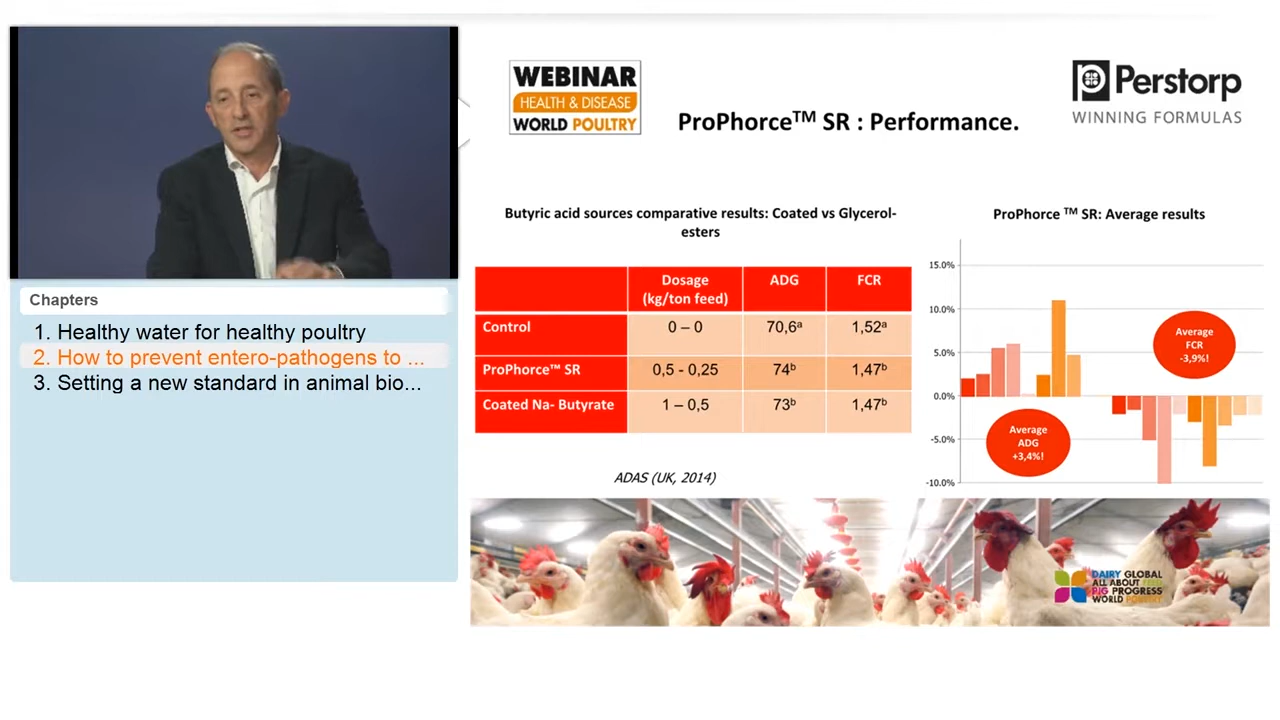 WEBINAR
HEALTH & DISEASE
WORLD POULTRY
ProPhorce™ SR : Performance.
Perstorp
WINNING FORMULAS
Chapters
1. Healthy water for healthy poultry
2. How to prevent entero-pathogens to ...
3. Setting a new standard in animal bio...
Butyric acid sources comparative results: Coated vs Glycerol-
esters
Dosage ADG FCR
(kg/ton feed)
Control 0 – 0 70,6ᵃ 1,52ᵃ
ProPhorce™ SR 0,5 - 0,25 74ᵇ 1,47ᵇ
Coated Na- Butyrate 1 – 0,5 73ᵇ 1,47ᵇ
ADAS (UK, 2014)
ProPhorce ™ SR: Average results
15.0%
10.0%
5.0%
0.0%
-5.0%
-10.0%
Average
FCR
-3,9%!
Average
ADG
+3,4%!
DAIRY GLOBAL
ALL ABOUT FEED
PIG PROGRESS
WORLD POULTRY